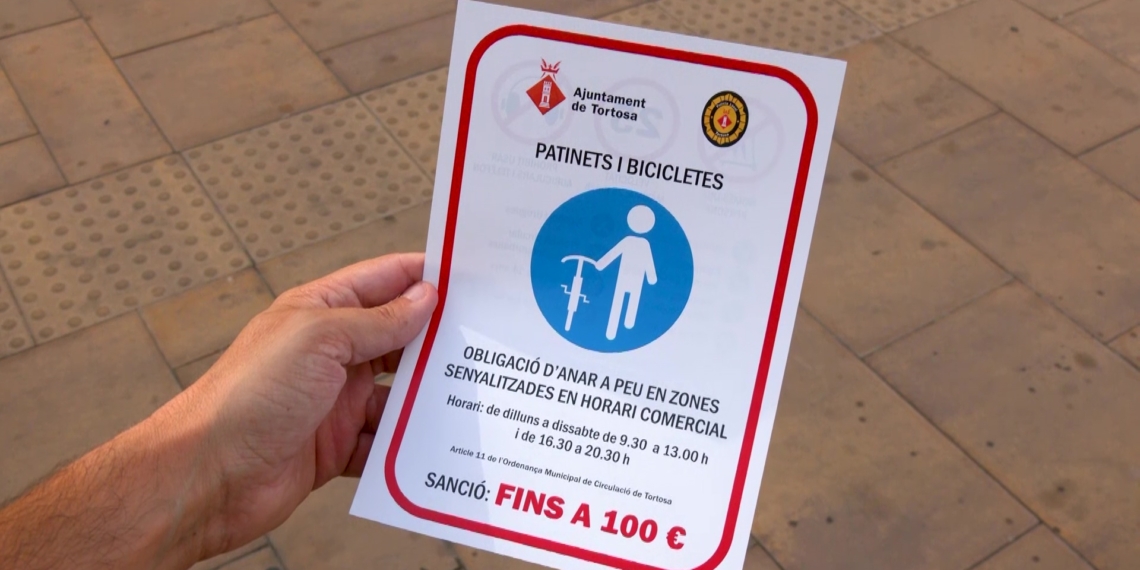 Ajuntament
de Tortosa
PATINETS I BICICLETES
OBLIGACIÓ D'ANAR A PEU EN ZONES
SENYALITZADES EN HORARI COMERCIAL
Horari: de dilluns a dissabte de 9.30 a 13.00 h
i de 16.30 a 20.30 h
Article 11 de l'Ordenança Municipal de Circulació de Tortosa
SANCIÓ: FINS A 100 €